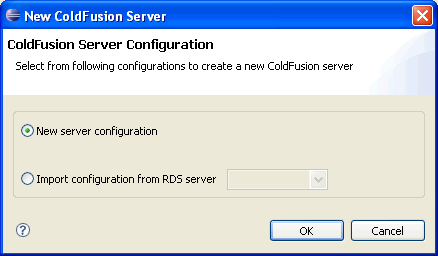 New ColdFusion Server
ColdFusion Server Configuration
Select from following configurations to create a new ColdFusion server
New server configuration
Import configuration from RDS server
?
OK
Cancel